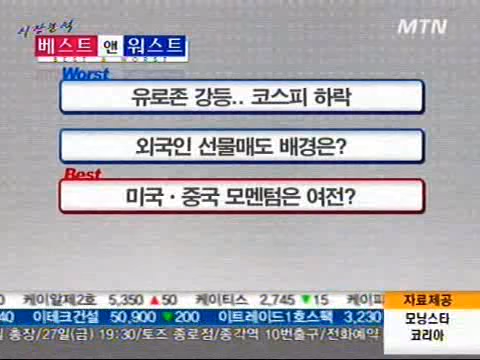 시장분석
MTN
베스트 앤 워스트
BEST & WORST
Worst
유로존 강등.. 코스피 하락
외국인 선물매도 배경은?
Best
미국·중국 모멘텀은 여전?
케이알제2호 5,350 ▲50 케이티스 2,745 ▼15 케이피
40 이테크건설 50,900 ▼200 이트레이드1호스팩 3,230
총장/27일(금) 19:30/토즈 종로점/종각역 10번출구/전화예약
자료제공
모닝스타
코리아